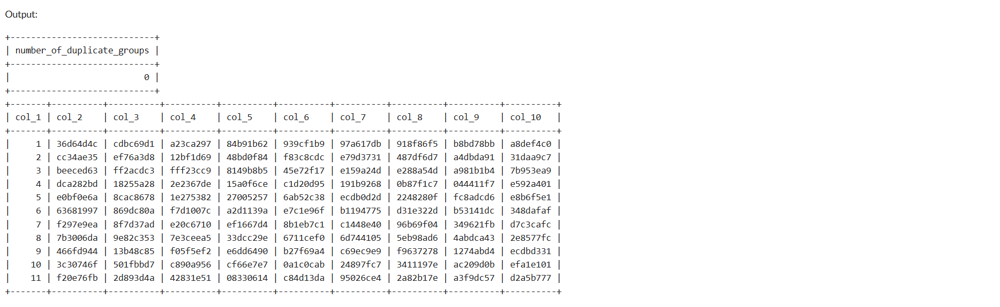 Output:
+----------------------------+
| number_of_duplicate_groups |
+----------------------------+
|                          0 |
+----------------------------+
+-------+----------+----------+----------+----------+----------+----------+----------+----------+----------+
| col_1 | col_2    | col_3    | col_4    | col_5    | col_6    | col_7    | col_8    | col_9    | col_10   |
+-------+----------+----------+----------+----------+----------+----------+----------+----------+----------+
|     1 | 36d64d4c | cdbc69d1 | a23ca297 | 84b91b62 | 939cf1b9 | 97a617db | 918f86f5 | b8bd78bb | a8def4c0 |
|     2 | cc34ae35 | ef76a3d8 | 12bf1d69 | 48bd0f84 | f83c8cdc | e79d3731 | 487df6d7 | a4dbda91 | 31daa9c7 |
|     3 | beeced63 | ff2acdc3 | fff23cc9 | 8149b8b5 | 45e72f17 | e159a24d | e288a54d | a981b1b4 | 7b953ea9 |
|     4 | dca282bd | 18255a28 | 2e2367de | 15a0f6ce | c1d20d95 | 191b9268 | 0b87f1c7 | 044411f7 | e592a401 |
|     5 | e0bf0e6a | 8cac8678 | 1e275382 | 27005257 | 6ab52c38 | ecdb0d2d | 2248280f | fc8adcd6 | e8b6f5e1 |
|     6 | 63681997 | 869dc80a | f7d1007c | a2d1139a | e7c1e96f | b1194775 | d31e322d | b53141dc | 348dafaf |
|     7 | f297e9ea | 8f7d37ad | e20c6710 | ef1667d4 | 8b1eb7c1 | c1448e40 | 96b69f04 | 349621fb | d7c3cafc |
|     8 | 7b3006da | 9e82c353 | 7e3ceea5 | 33dcc29e | 6711cef0 | 6d744105 | 5eb98ad6 | 4abdca43 | 2e8577fc |
|     9 | 466fd944 | 13b48c85 | f05f5ef2 | e6dd6490 | b27f69a4 | c69ec9e9 | f9637278 | 1274abd4 | ecdbd331 |
|    10 | 3c30746f | 501fbbd7 | c890a956 | cf66e7e7 | 0a1c0cab | 24897fc7 | 3411197e | ac209d0b | efa1e101 |
|    11 | f20e76fb | 2d893d4a | 42831e51 | 08330614 | c84d13da | 95026ce4 | 2a82b17e | a3f9dc57 | d2a5b777 |
+-------+----------+----------+----------+----------+----------+----------+----------+----------+----------+